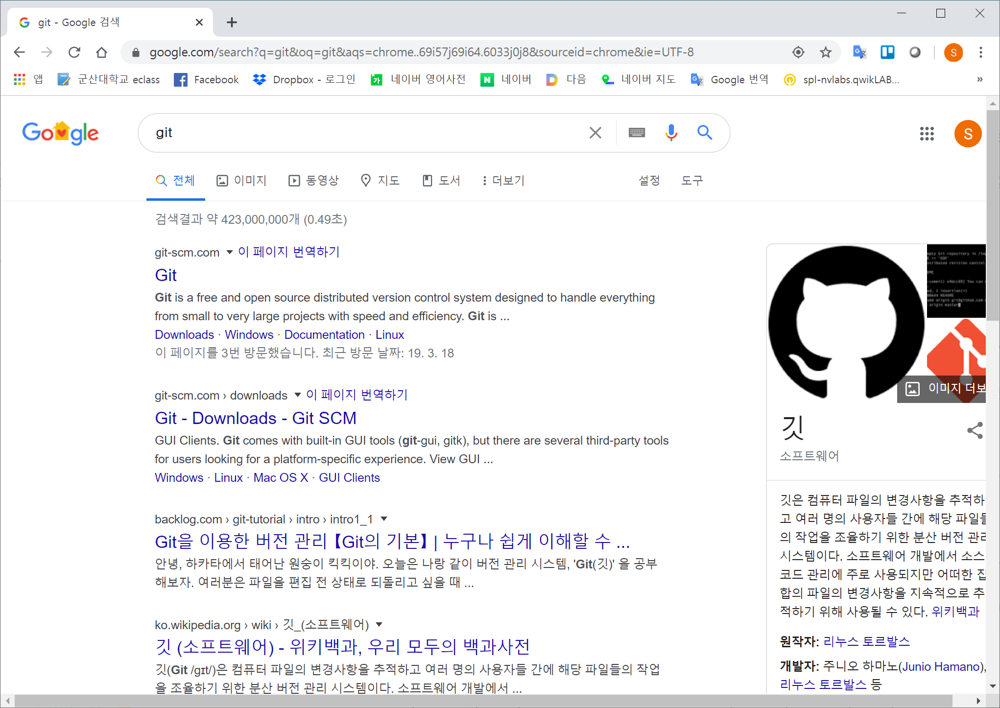 git - Google 검색
google.com/search?q=git&oq=git&aqs=chrome..69i57j69i64.6033j0j8&sourceid=chrome&ie=UTF-8
S
앱 군산대학교 eclass Facebook Dropbox - 로그인 네이버 영어사전 네이버 다음 네이버 지도 Google 번역 spl-nvlabs.qwikLAB... »
Google git S
전체 이미지 동영상 지도 도서 더보기 설정 도구
검색결과 약 423,000,000개 (0.49초)
git-scm.com 이 페이지 번역하기
Git
Git is a free and open source distributed version control system designed to handle everything
from small to very large projects with speed and efficiency. Git is ...
Downloads · Windows · Documentation · Linux
이 페이지를 3번 방문했습니다. 최근 방문 날짜: 19. 3. 18
git-scm.com › downloads 이 페이지 번역하기
Git - Downloads - Git SCM
GUI Clients. Git comes with built-in GUI tools (git-gui, gitk), but there are several third-party tools
for users looking for a platform-specific experience. View GUI ...
Windows · Linux · Mac OS X · GUI Clients
backlog.com › git-tutorial › intro › intro1_1
Git을 이용한 버전 관리【Git의 기본】 | 누구나 쉽게 이해할 수 ...
안녕, 하카타에서 태어난 원숭이 킥킥이야. 오늘은 나랑 같이 버전 관리 시스템, 'Git(깃)' 을 공부
해보자. 여러분은 파일을 편집 전 상태로 되돌리고 싶을 때 ...
ko.wikipedia.org › wiki › 깃_(소프트웨어)
깃 (소프트웨어) - 위키백과, 우리 모두의 백과사전
깃(Git /ɡɪt/)은 컴퓨터 파일의 변경사항을 추적하고 여러 명의 사용자들 간에 해당 파일들의 작업
을 조율하기 위한 분산 버전 관리 시스템이다. 소프트웨어 개발에서 ...
이미지 더보
깃
소프트웨어
깃은 컴퓨터 파일의 변경사항을 추적하
고 여러 명의 사용자들 간에 해당 파일들
의 작업을 조율하기 위한 분산 버전 관리
시스템이다. 소프트웨어 개발에서 소스
코드 관리에 주로 사용되지만 어떠한 집
합의 파일의 변경사항을 지속적으로 추
적하기 위해 사용될 수 있다. 위키백과
원작자: 리누스 토르발스
개발자: 주니오 하마노(Junio Hamano),
리누스 토르발스 등